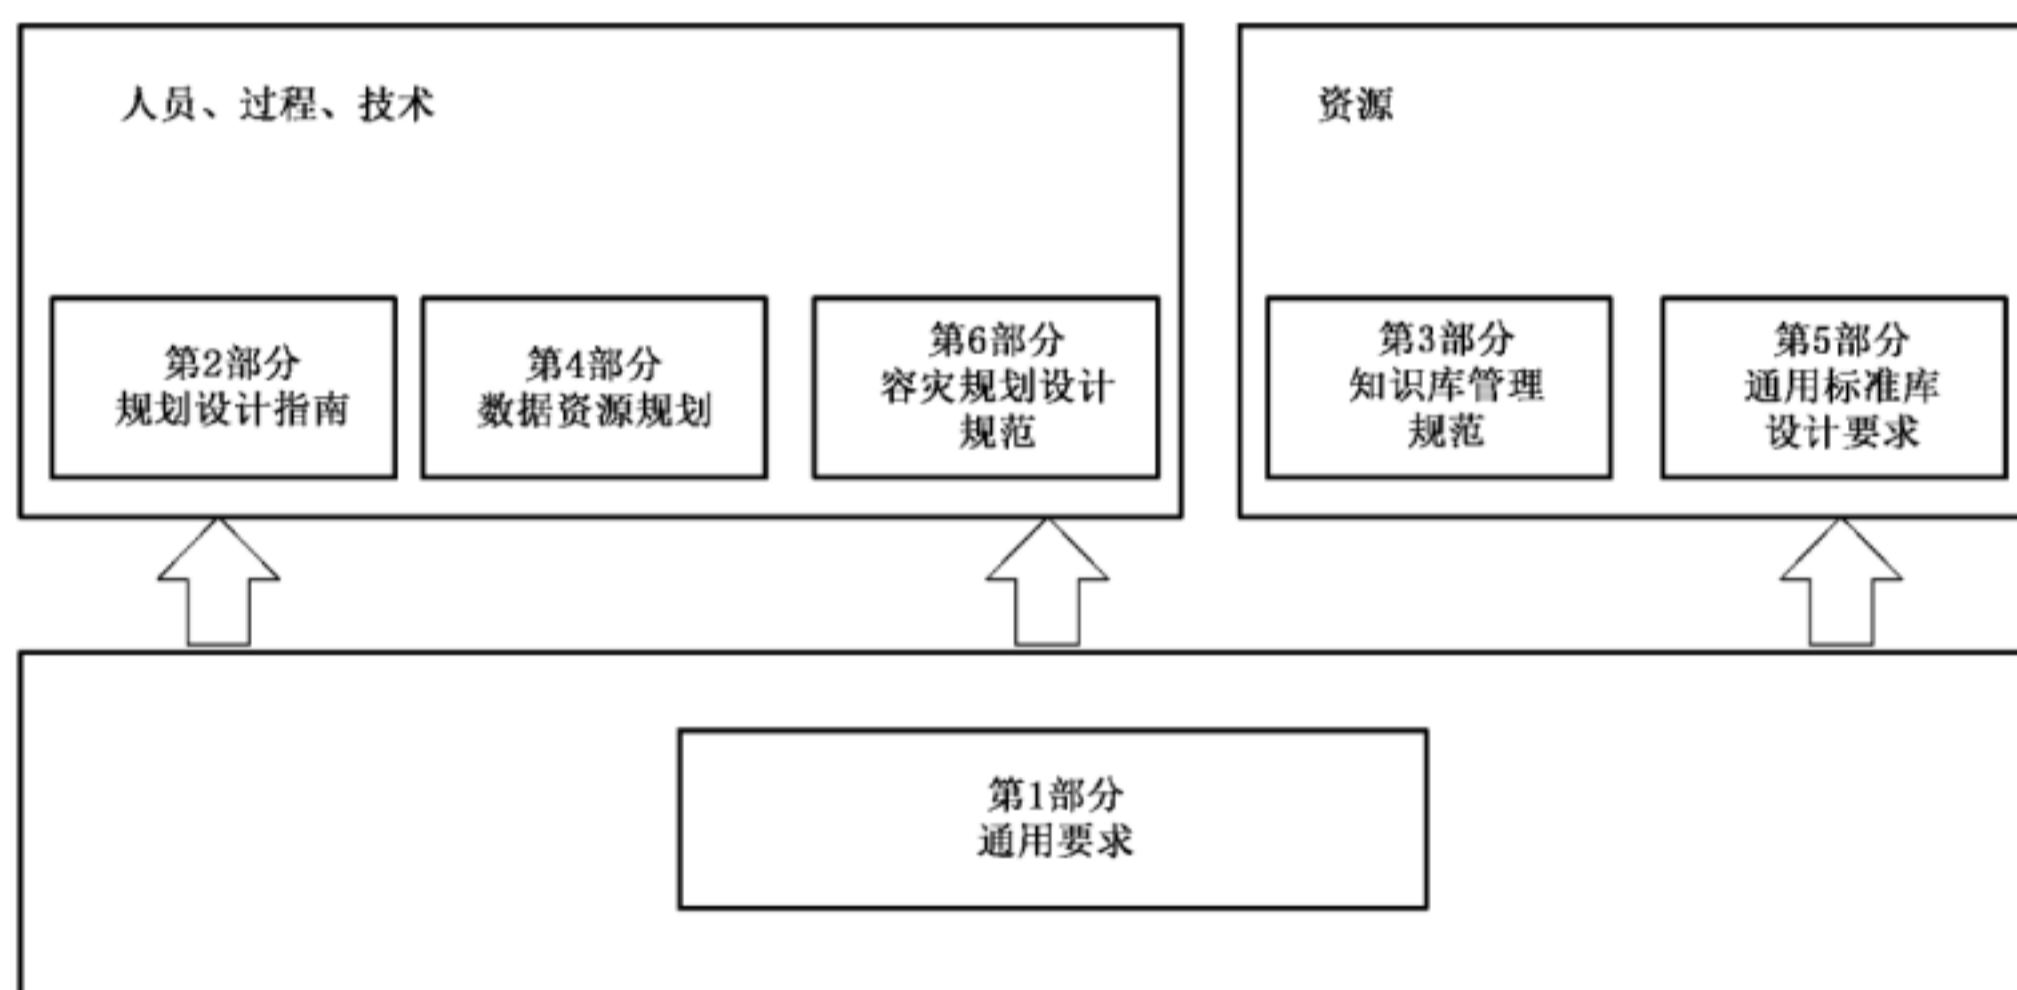 人员、过程、技术
资源
第2部分
规划设计指南
第4部分
数据资源规划
第6部分
容灾规划设计
规范
第3部分
知识库管理
规范
第5部分
通用标准库
设计要求
第1部分
通用要求